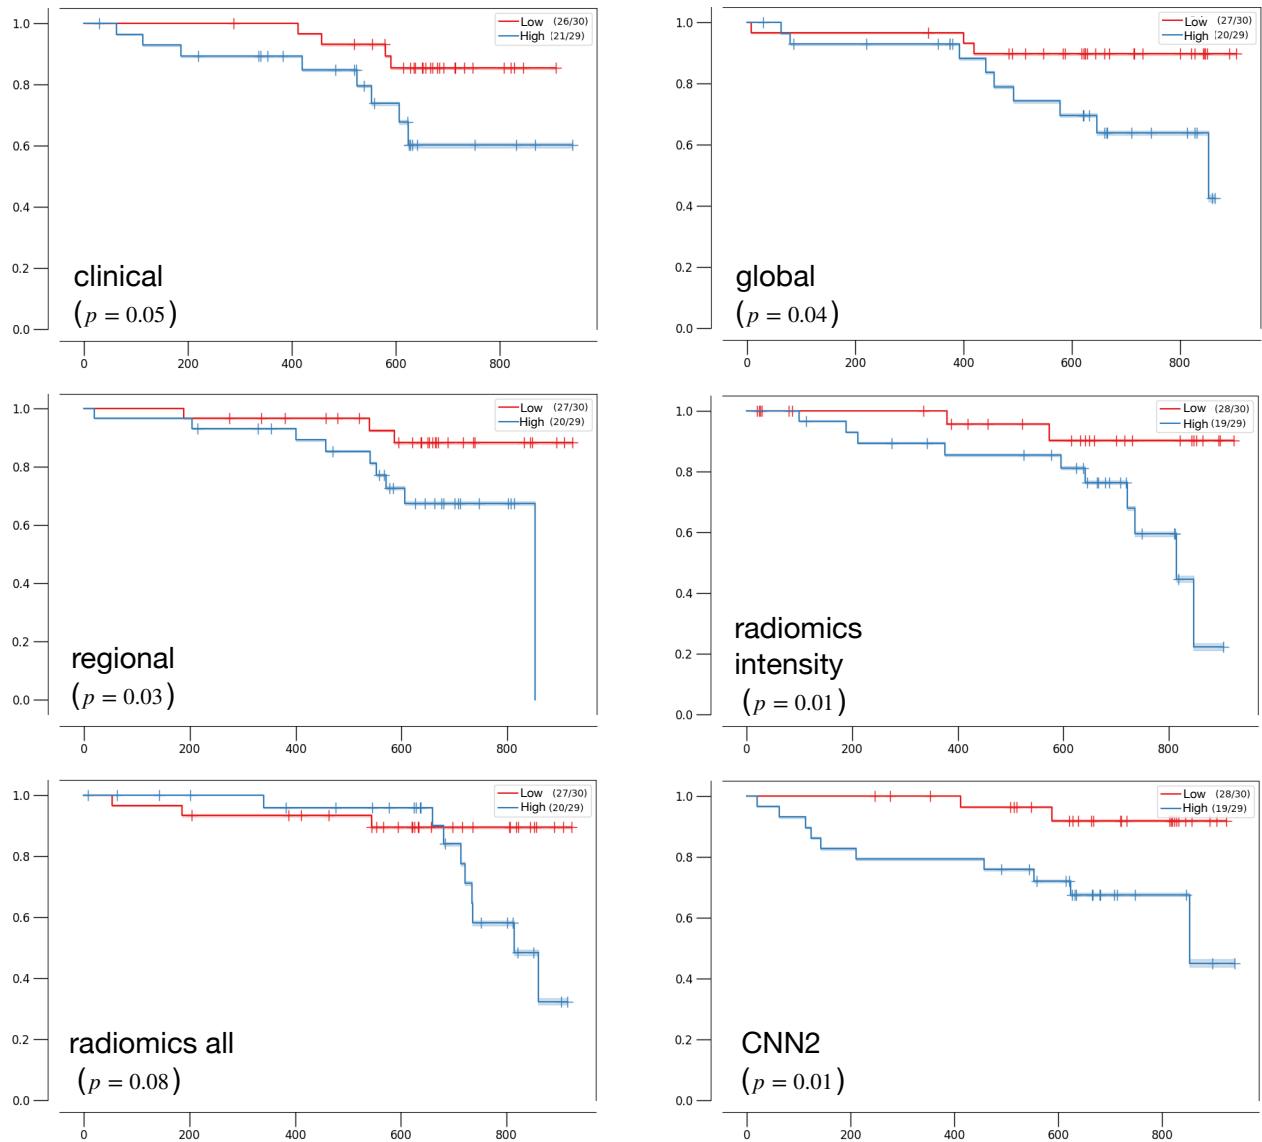 1.0
0.8
0.6
0.4
0.2
0.0
Low (26/30)
High (21/29)
clinical
(p = 0.05)
0 200 400 600 800
1.0
0.8
0.6
0.4
0.2
0.0
Low (27/30)
High (20/29)
global
(p = 0.04)
0 200 400 600 800
1.0
0.8
0.6
0.4
0.2
0.0
Low (27/30)
High (20/29)
regional
(p = 0.03)
0 200 400 600 800
1.0
0.8
0.6
0.4
0.2
0.0
Low (28/30)
High (19/29)
radiomics
intensity
(p = 0.01)
0 200 400 600 800
1.0
0.8
0.6
0.4
0.2
0.0
Low (27/30)
High (20/29)
radiomics all
(p = 0.08)
0 200 400 600 800
1.0
0.8
0.6
0.4
0.2
0.0
Low (28/30)
High (19/29)
CNN2
(p = 0.01)
0 200 400 600 800